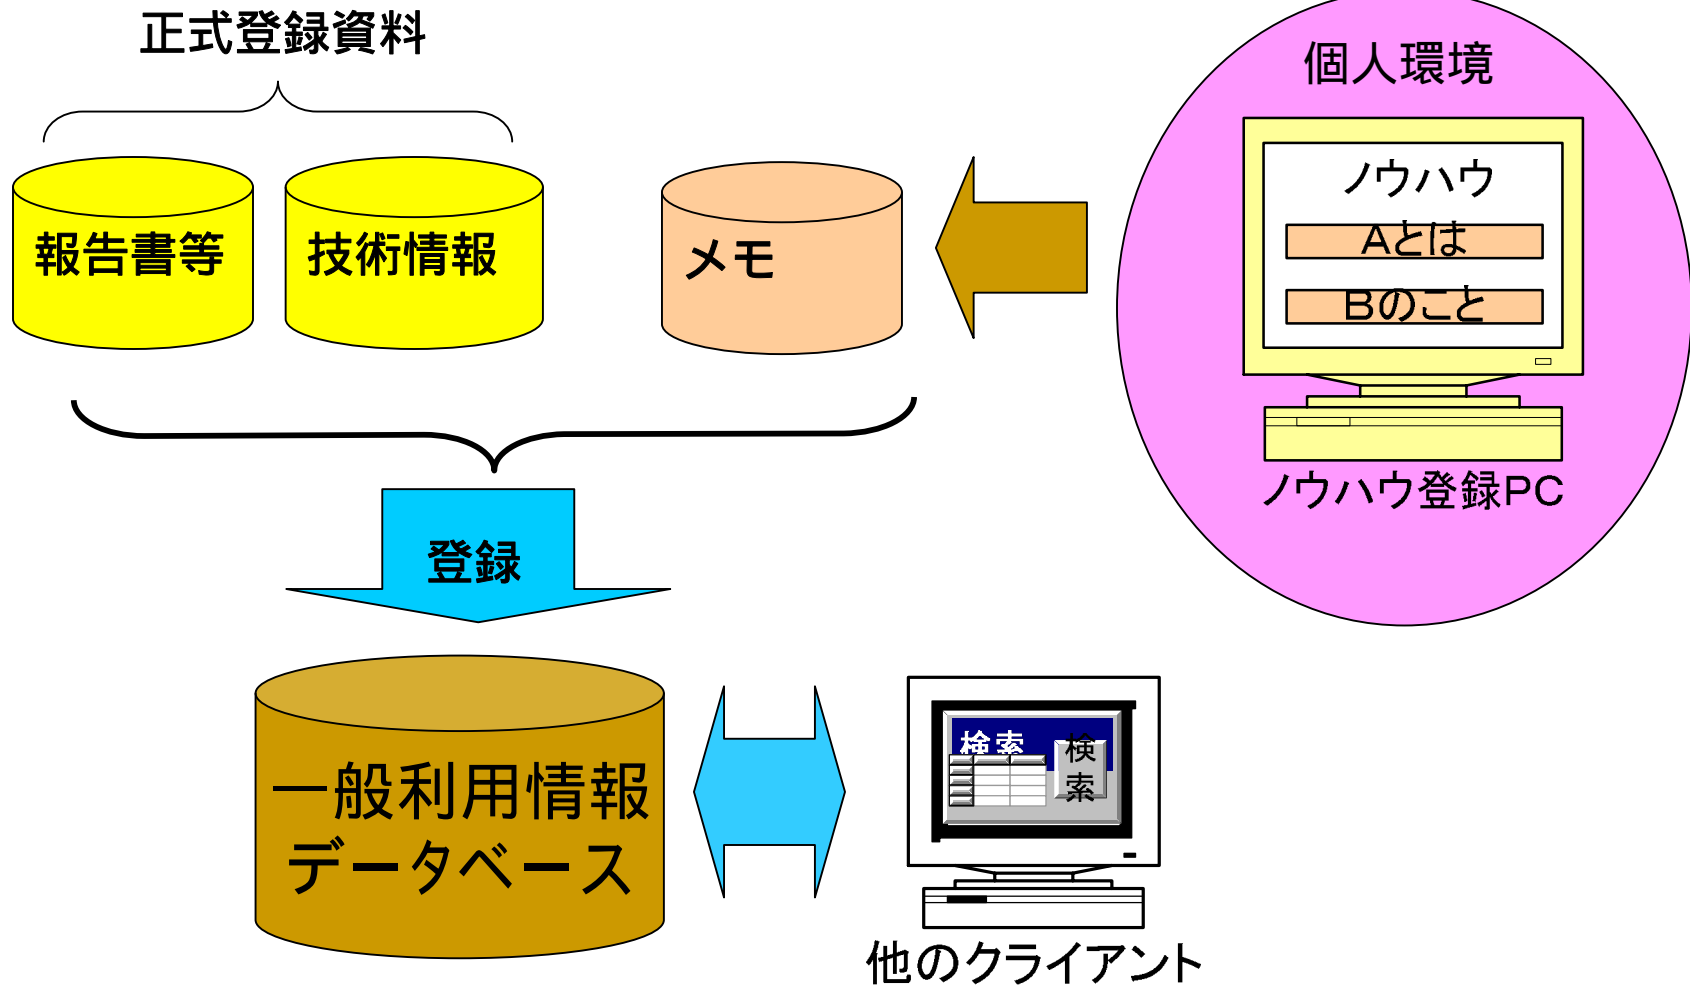 正式登録資料
個人環境
ノウハウ
Aとは
Bのこと
報告書等
技術情報
メモ
ノウハウ登録PC
登録
一般利用情報
データベース
検索
検
索
他のクライアント